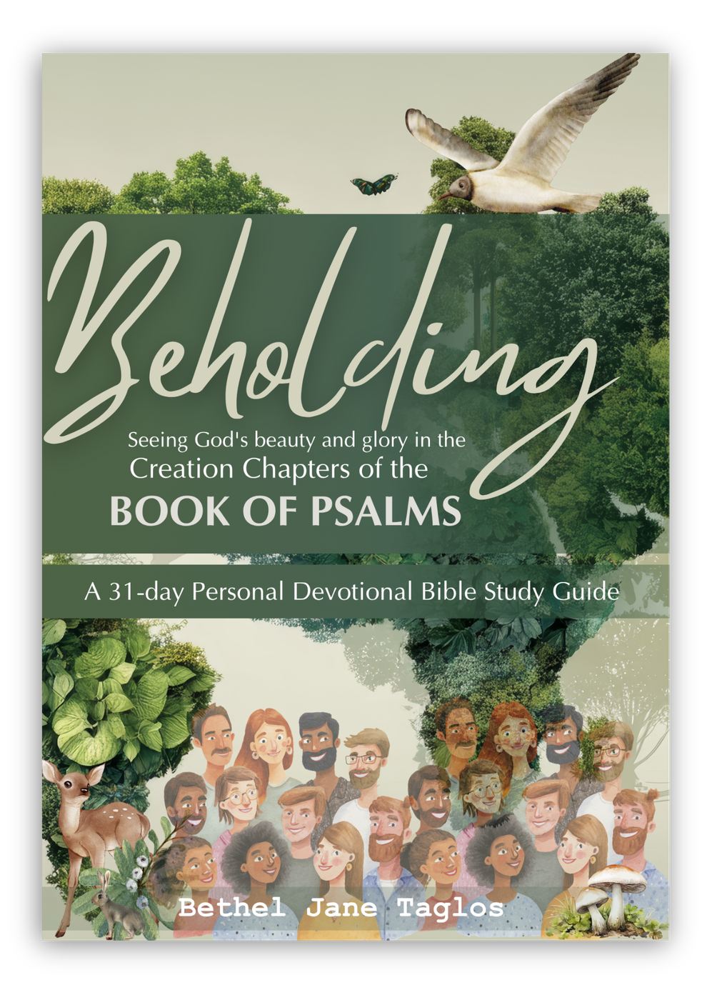 Beholding
Seeing God's beauty and glory in the
Creation Chapters of the
BOOK OF PSALMS
A 31-day Personal Devotional Bible Study Guide
Bethel Jane Taglos